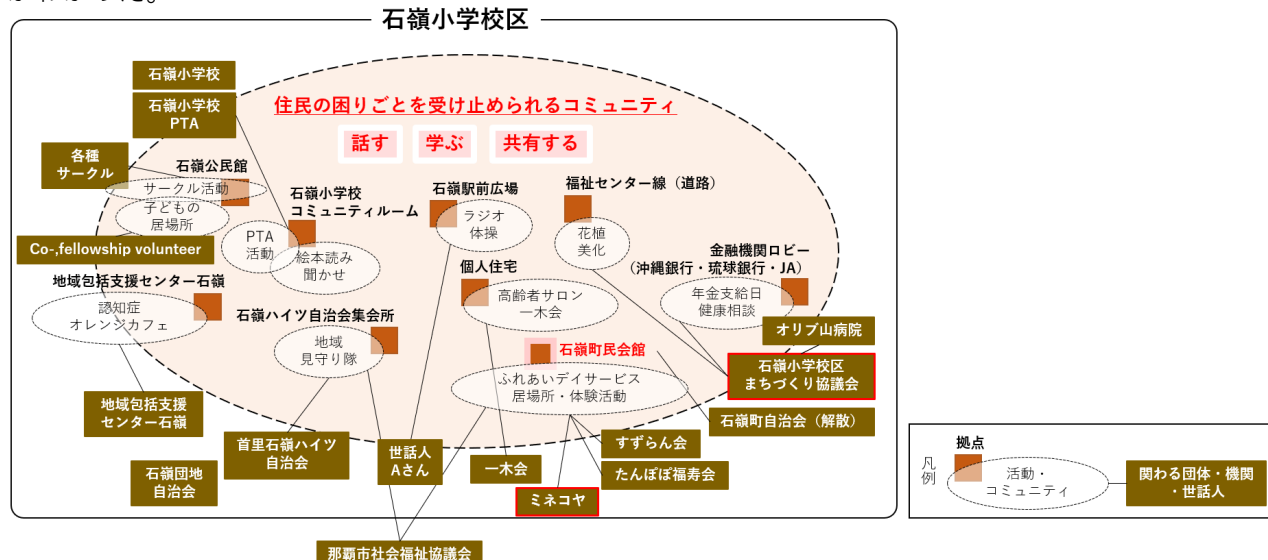 石嶺小学校区
石嶺小学校
石嶺小学校
PTA
住民の困りごとを受け止められるコミュニティ
話す
学ぶ
共有する
各種
サークル
石嶺公民館
サークル活動
子どもの
居場所
Co-,fellowship volunteer
石嶺小学校
コミュニティルーム
PTA
活動
絵本読み
聞かせ
石嶺駅前広場
ラジオ
体操
福祉センター線（道路）
花植
美化
金融機関ロビー
（沖縄銀行・琉球銀行・JA）
年金支給日
健康相談
地域包括支援センター石嶺
認知症
オレンジカフェ
個人住宅
高齢者サロン
一木会
石嶺ハイツ自治会集会所
地域
見守り隊
オリブ山病院
石嶺町民会館
ふれあいデイサービス
居場所・体験活動
石嶺小学校区
まちづくり協議会
地域包括支援
センター石嶺
石嶺町自治会（解散）
首里石嶺ハイツ
自治会
世話人
Aさん
すずらん会
石嶺団地
自治会
一木会
たんぽぽ福寿会
ミネコヤ
那覇市社会福祉協議会
凡例
拠点
活動・
コミュニティ
関わる団体・機関
・世話人